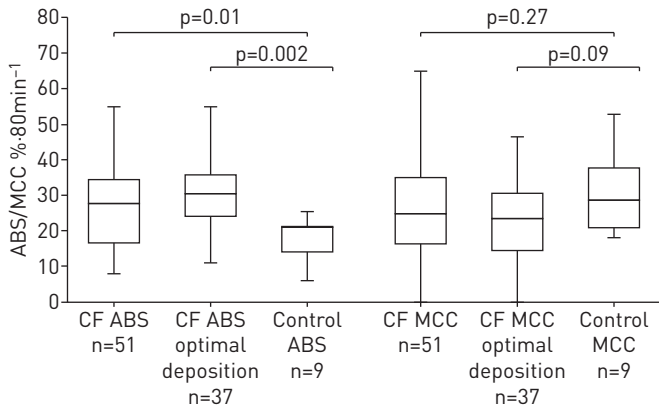 80
70
60
50
40
30
20
10
0
ABS/MCC %·80min⁻¹
p=0.01
p=0.002
p=0.27
p=0.09
CF ABS
n=51
CF ABS
optimal
deposition
n=37
Control
ABS
n=9
CF MCC
n=51
CF MCC
optimal
deposition
n=37
Control
MCC
n=9